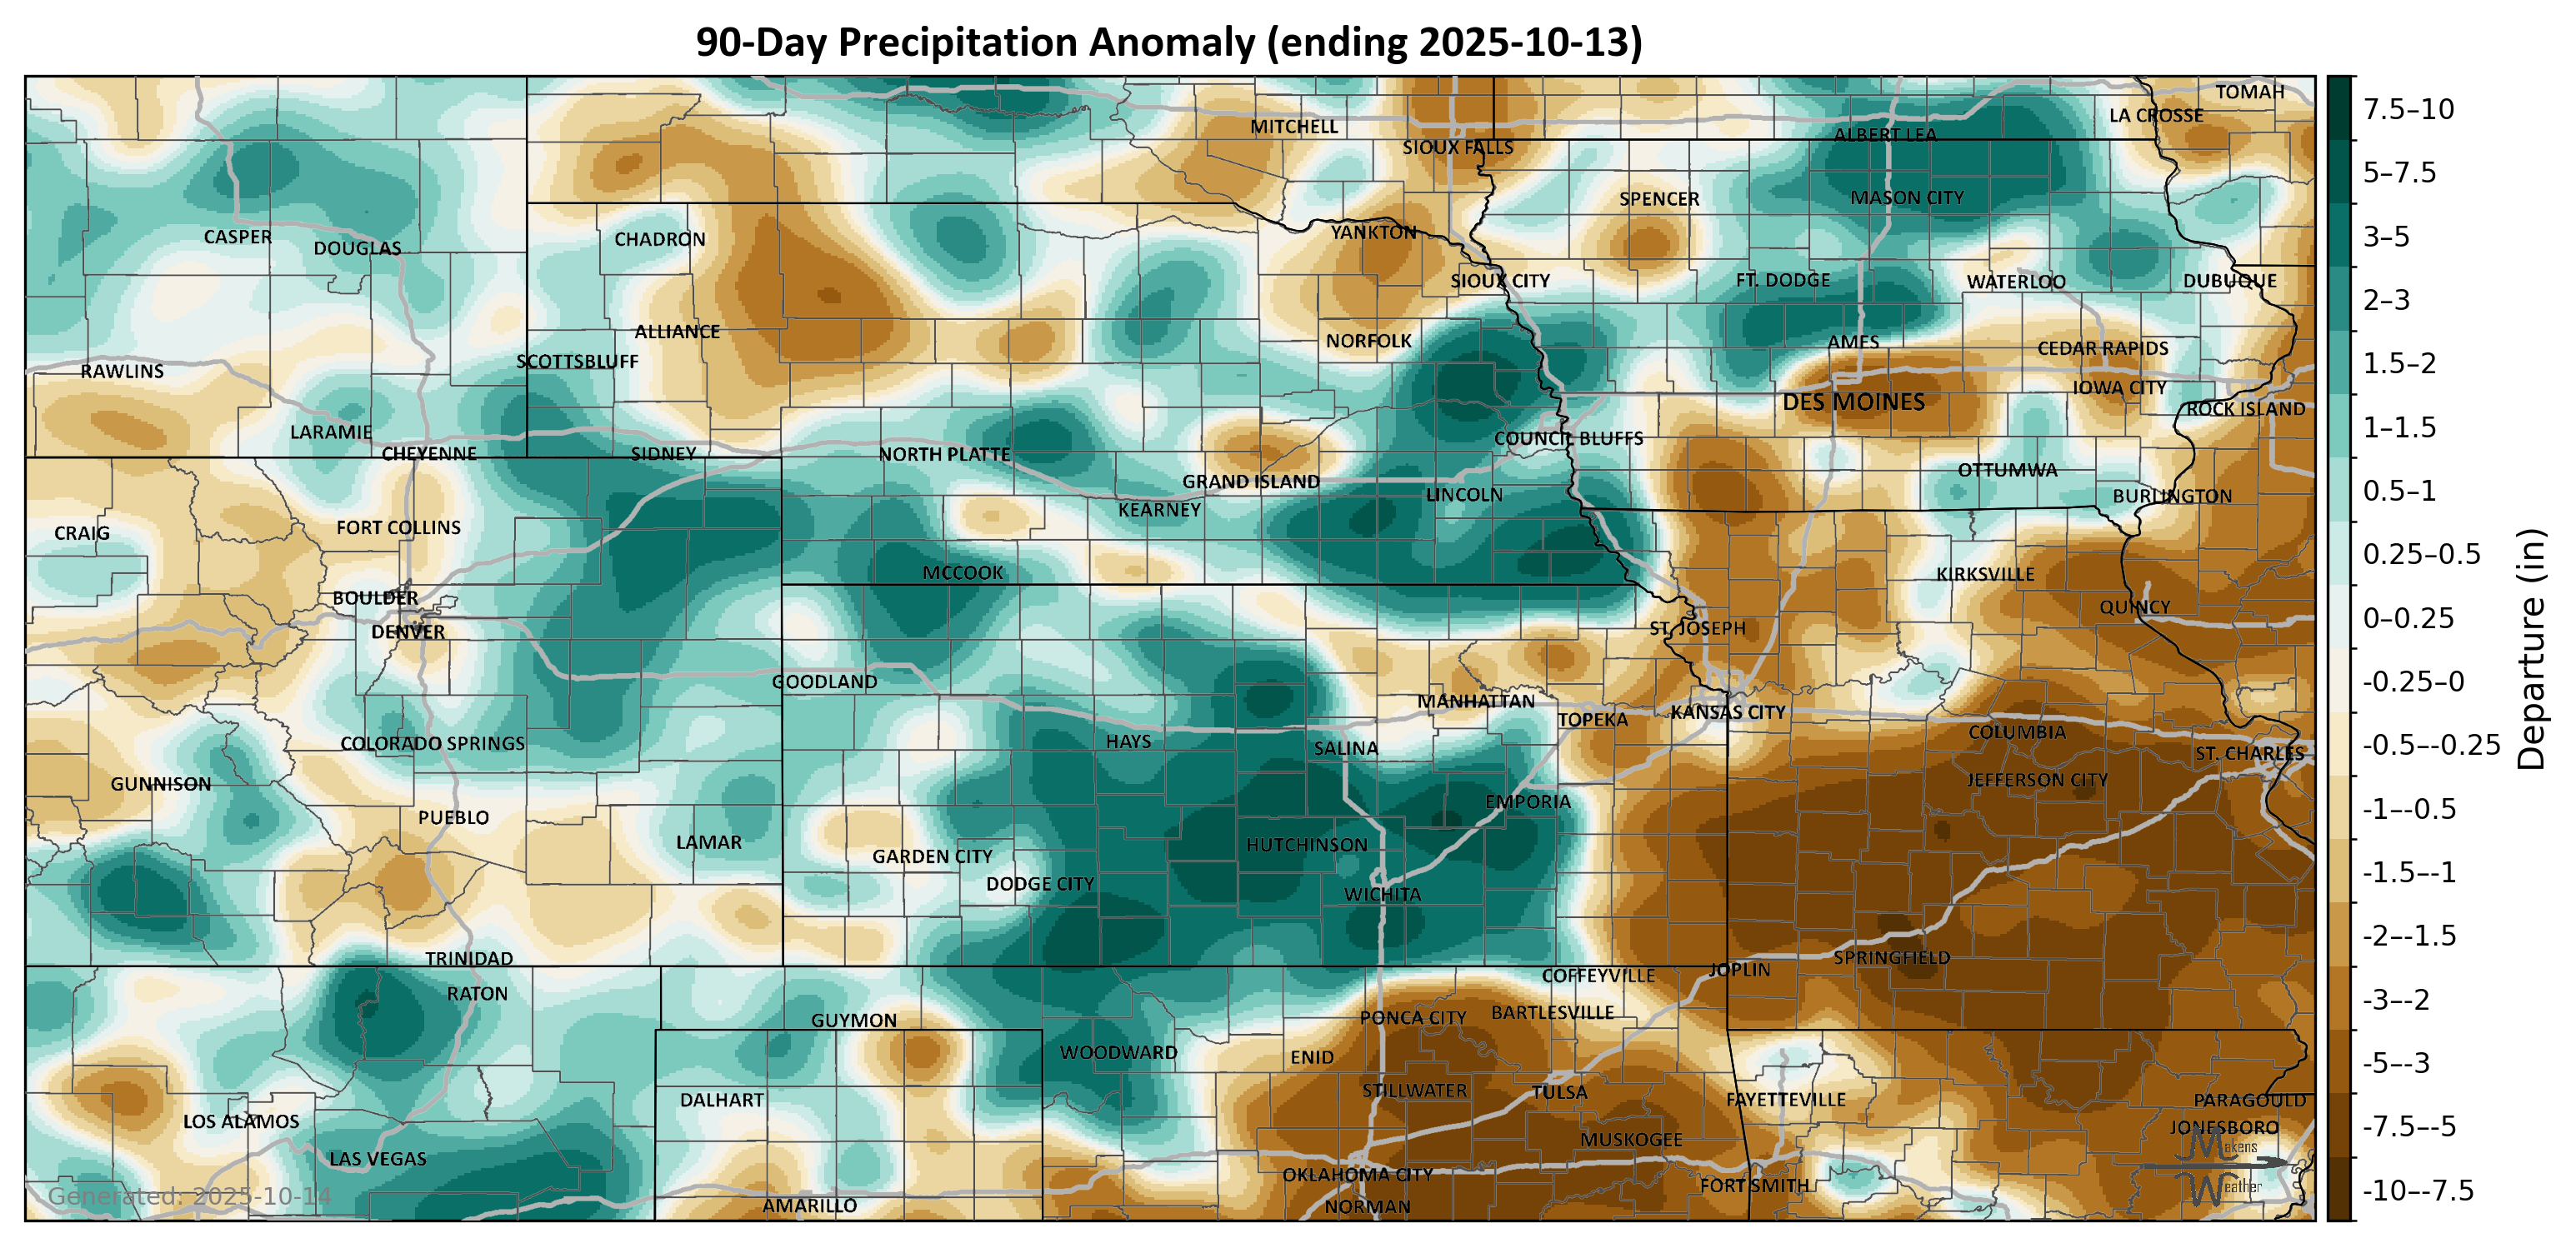 90-Day Precipitation Anomaly (ending 2025-10-13)
TOMAH
LA CROSSE
MITCHELL
ALBERT LEA
SIOUX FALLS
SPENCER
MASON CITY
YANKTON
CASPER
CHADRON
DOUGLAS
SIOUX CITY
FT. DODGE
WATERLOO
DUBUQUE
ALLIANCE
NORFOLK
AMES
CEDAR RAPIDS
SCOTTSBLUFF
RAWLINS
IOWA CITY
DES MOINES
ROCK ISLAND
LARAMIE
COUNCIL BLUFFS
CHEYENNE
SIDNEY
NORTH PLATTE
OTTUMWA
GRAND ISLAND
LINCOLN
BURLINGTON
KEARNEY
FORT COLLINS
CRAIG
MCCOOK
KIRKSVILLE
BOULDER
QUINCY
DENVER
ST. JOSEPH
GOODLAND
MANHATTAN
KANSAS CITY
TOPEKA
COLUMBIA
HAYS
COLORADO SPRINGS
SALINA
ST. CHARLES
JEFFERSON CITY
GUNNISON
EMPORIA
PUEBLO
LAMAR
HUTCHINSON
GARDEN CITY
DODGE CITY
WICHITA
TRINIDAD
SPRINGFIELD
JOPLIN
COFFEYVILLE
RATON
BARTLESVILLE
PONCA CITY
GUYMON
WOODWARD
ENID
STILLWATER
TULSA
DALHART
FAYETTEVILLE
PARAGOULD
LOS ALAMOS
JONESBORO
MUSKOGEE
LAS VEGAS
OKLAHOMA CITY
FORT SMITH
AMARILLO
NORMAN
Generated: 2025-10-14
Makens
Weather
7.5–10
5–7.5
3–5
2–3
1.5–2
1–1.5
0.5–1
0.25–0.5
0–0.25
-0.25–0
-0.5–-0.25
-1–-0.5
-1.5–-1
-2–-1.5
-3–-2
-5–-3
-7.5–-5
-10–-7.5
Departure (in)